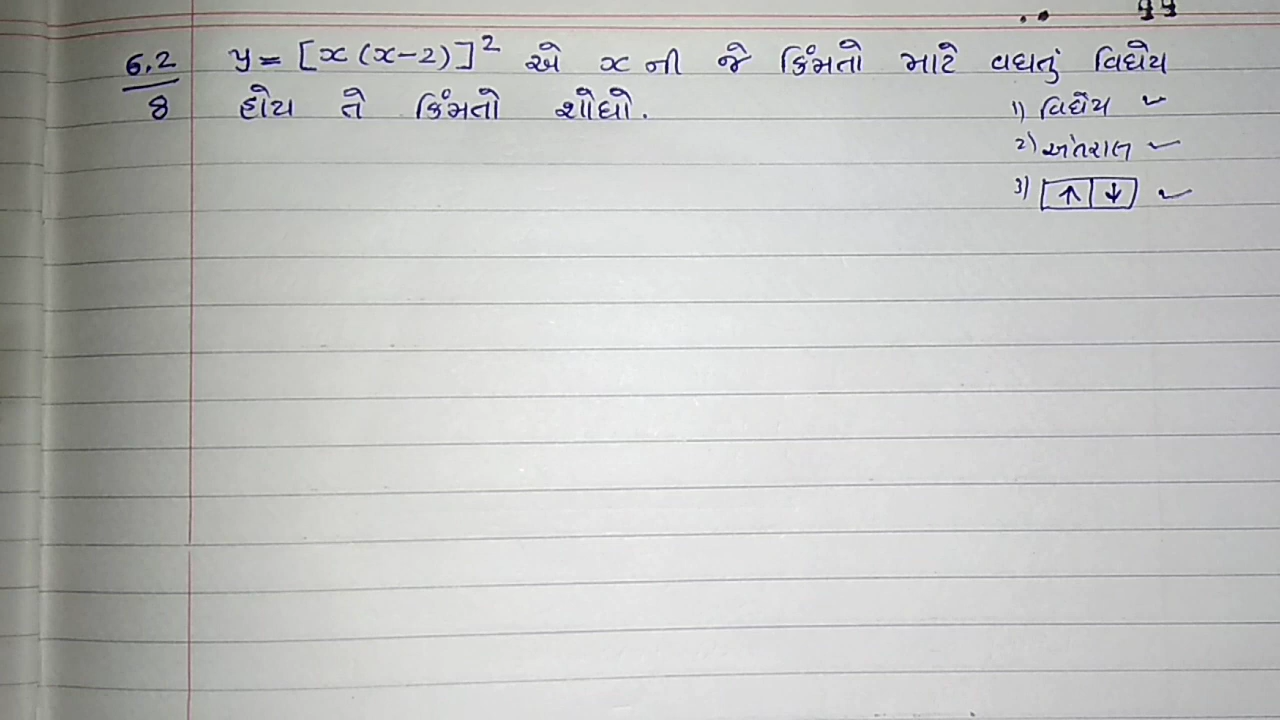 6.2 y = [x (x-2)]² એ x ની જે કિંમતો માટે વધતું વિધેય
8 હોય તે કિંમતો શોધો.
1) વિધેય ✓
2) અંતરાલ ✓
3) ↑ ↓ ✓